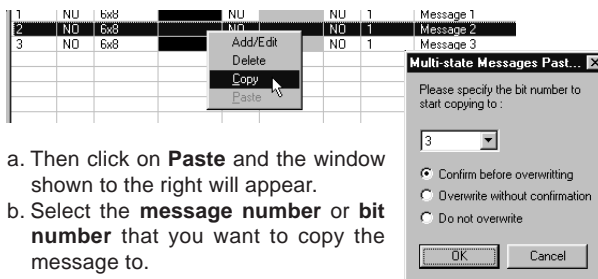 1 NO 6x8 NO NO 1 Message 1
2 NO 6x8 NO NO 1 Message 2
3 NO 6x8 NO 1 Message 3
Add/Edit
Delete
Copy
Paste
Multi-state Messages Past...
Please specify the bit number to
start copying to :
3
Confirm before overwritting
Overwrite without confirmation
Do not overwrite
OK Cancel
a. Then click on Paste and the window
shown to the right will appear.
b. Select the message number or bit
number that you want to copy the
message to.